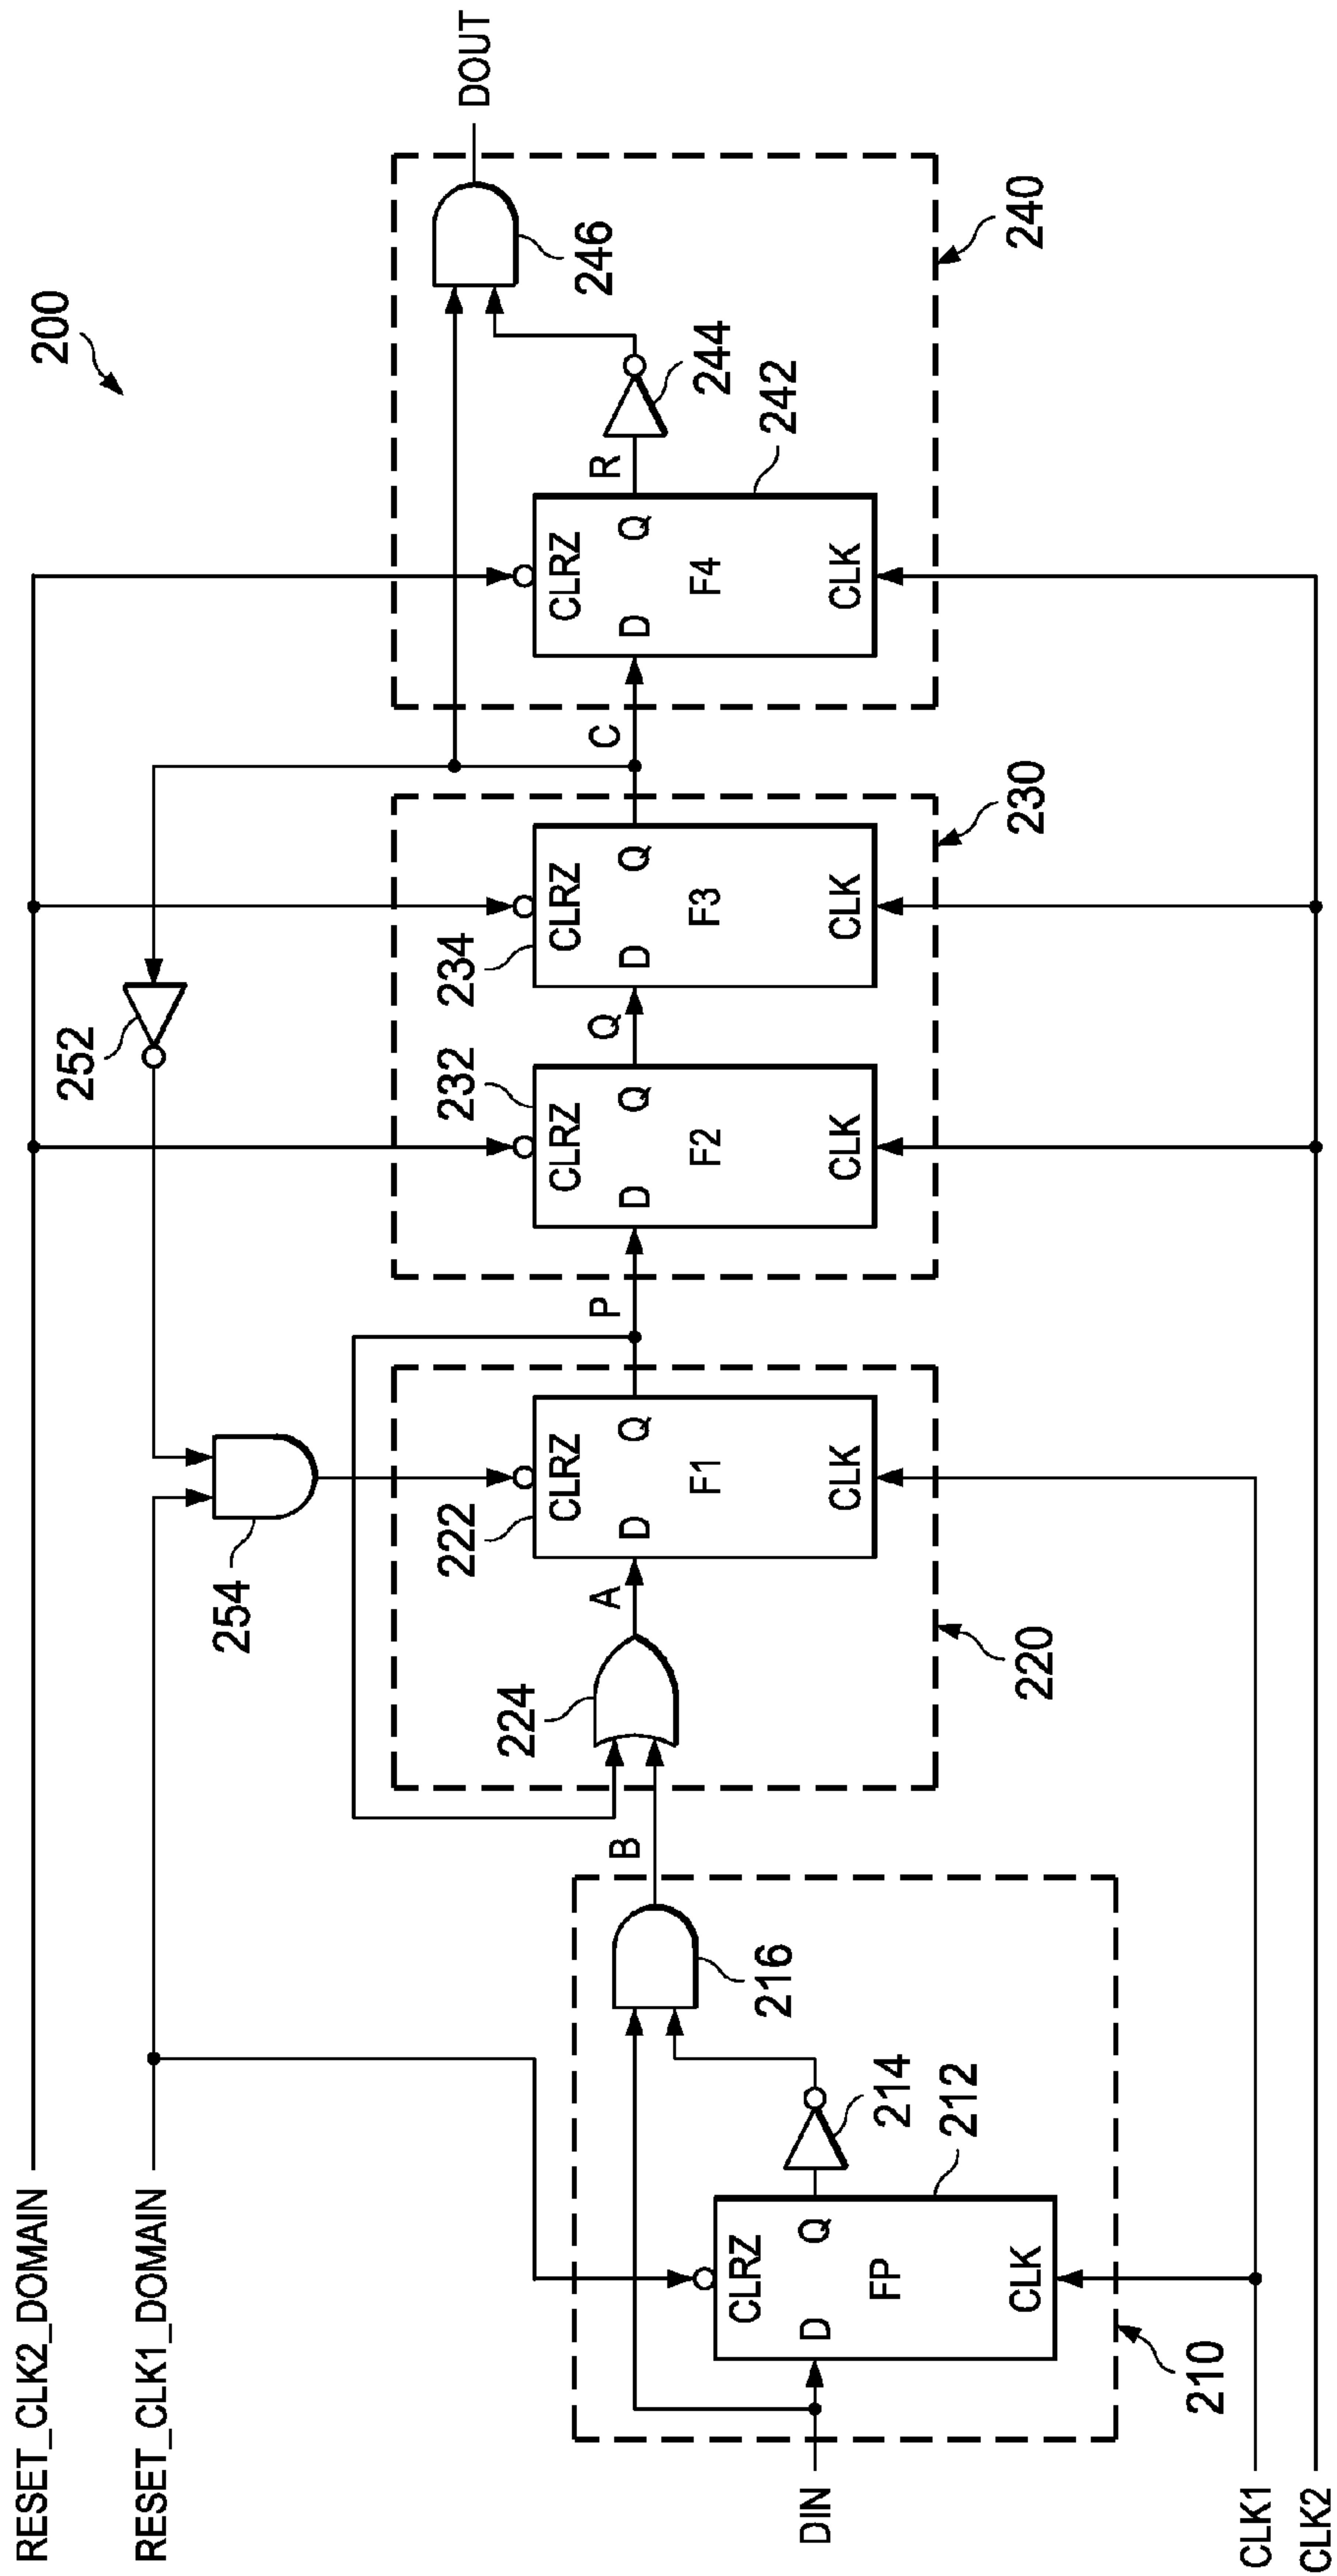 200
RESET_CLK2_DOMAIN
RESET_CLK1_DOMAIN
252
254
DIN
210
D
CLRZ
Q
FP
CLK
212
214
216
B
220
224
A
222
D
CLRZ
Q
F1
CLK
P
230
232
D
CLRZ
Q
F2
CLK
Q
234
D
CLRZ
Q
F3
CLK
C
240
D
CLRZ
Q
F4
CLK
242
R
244
246
DOUT
CLK1
CLK2